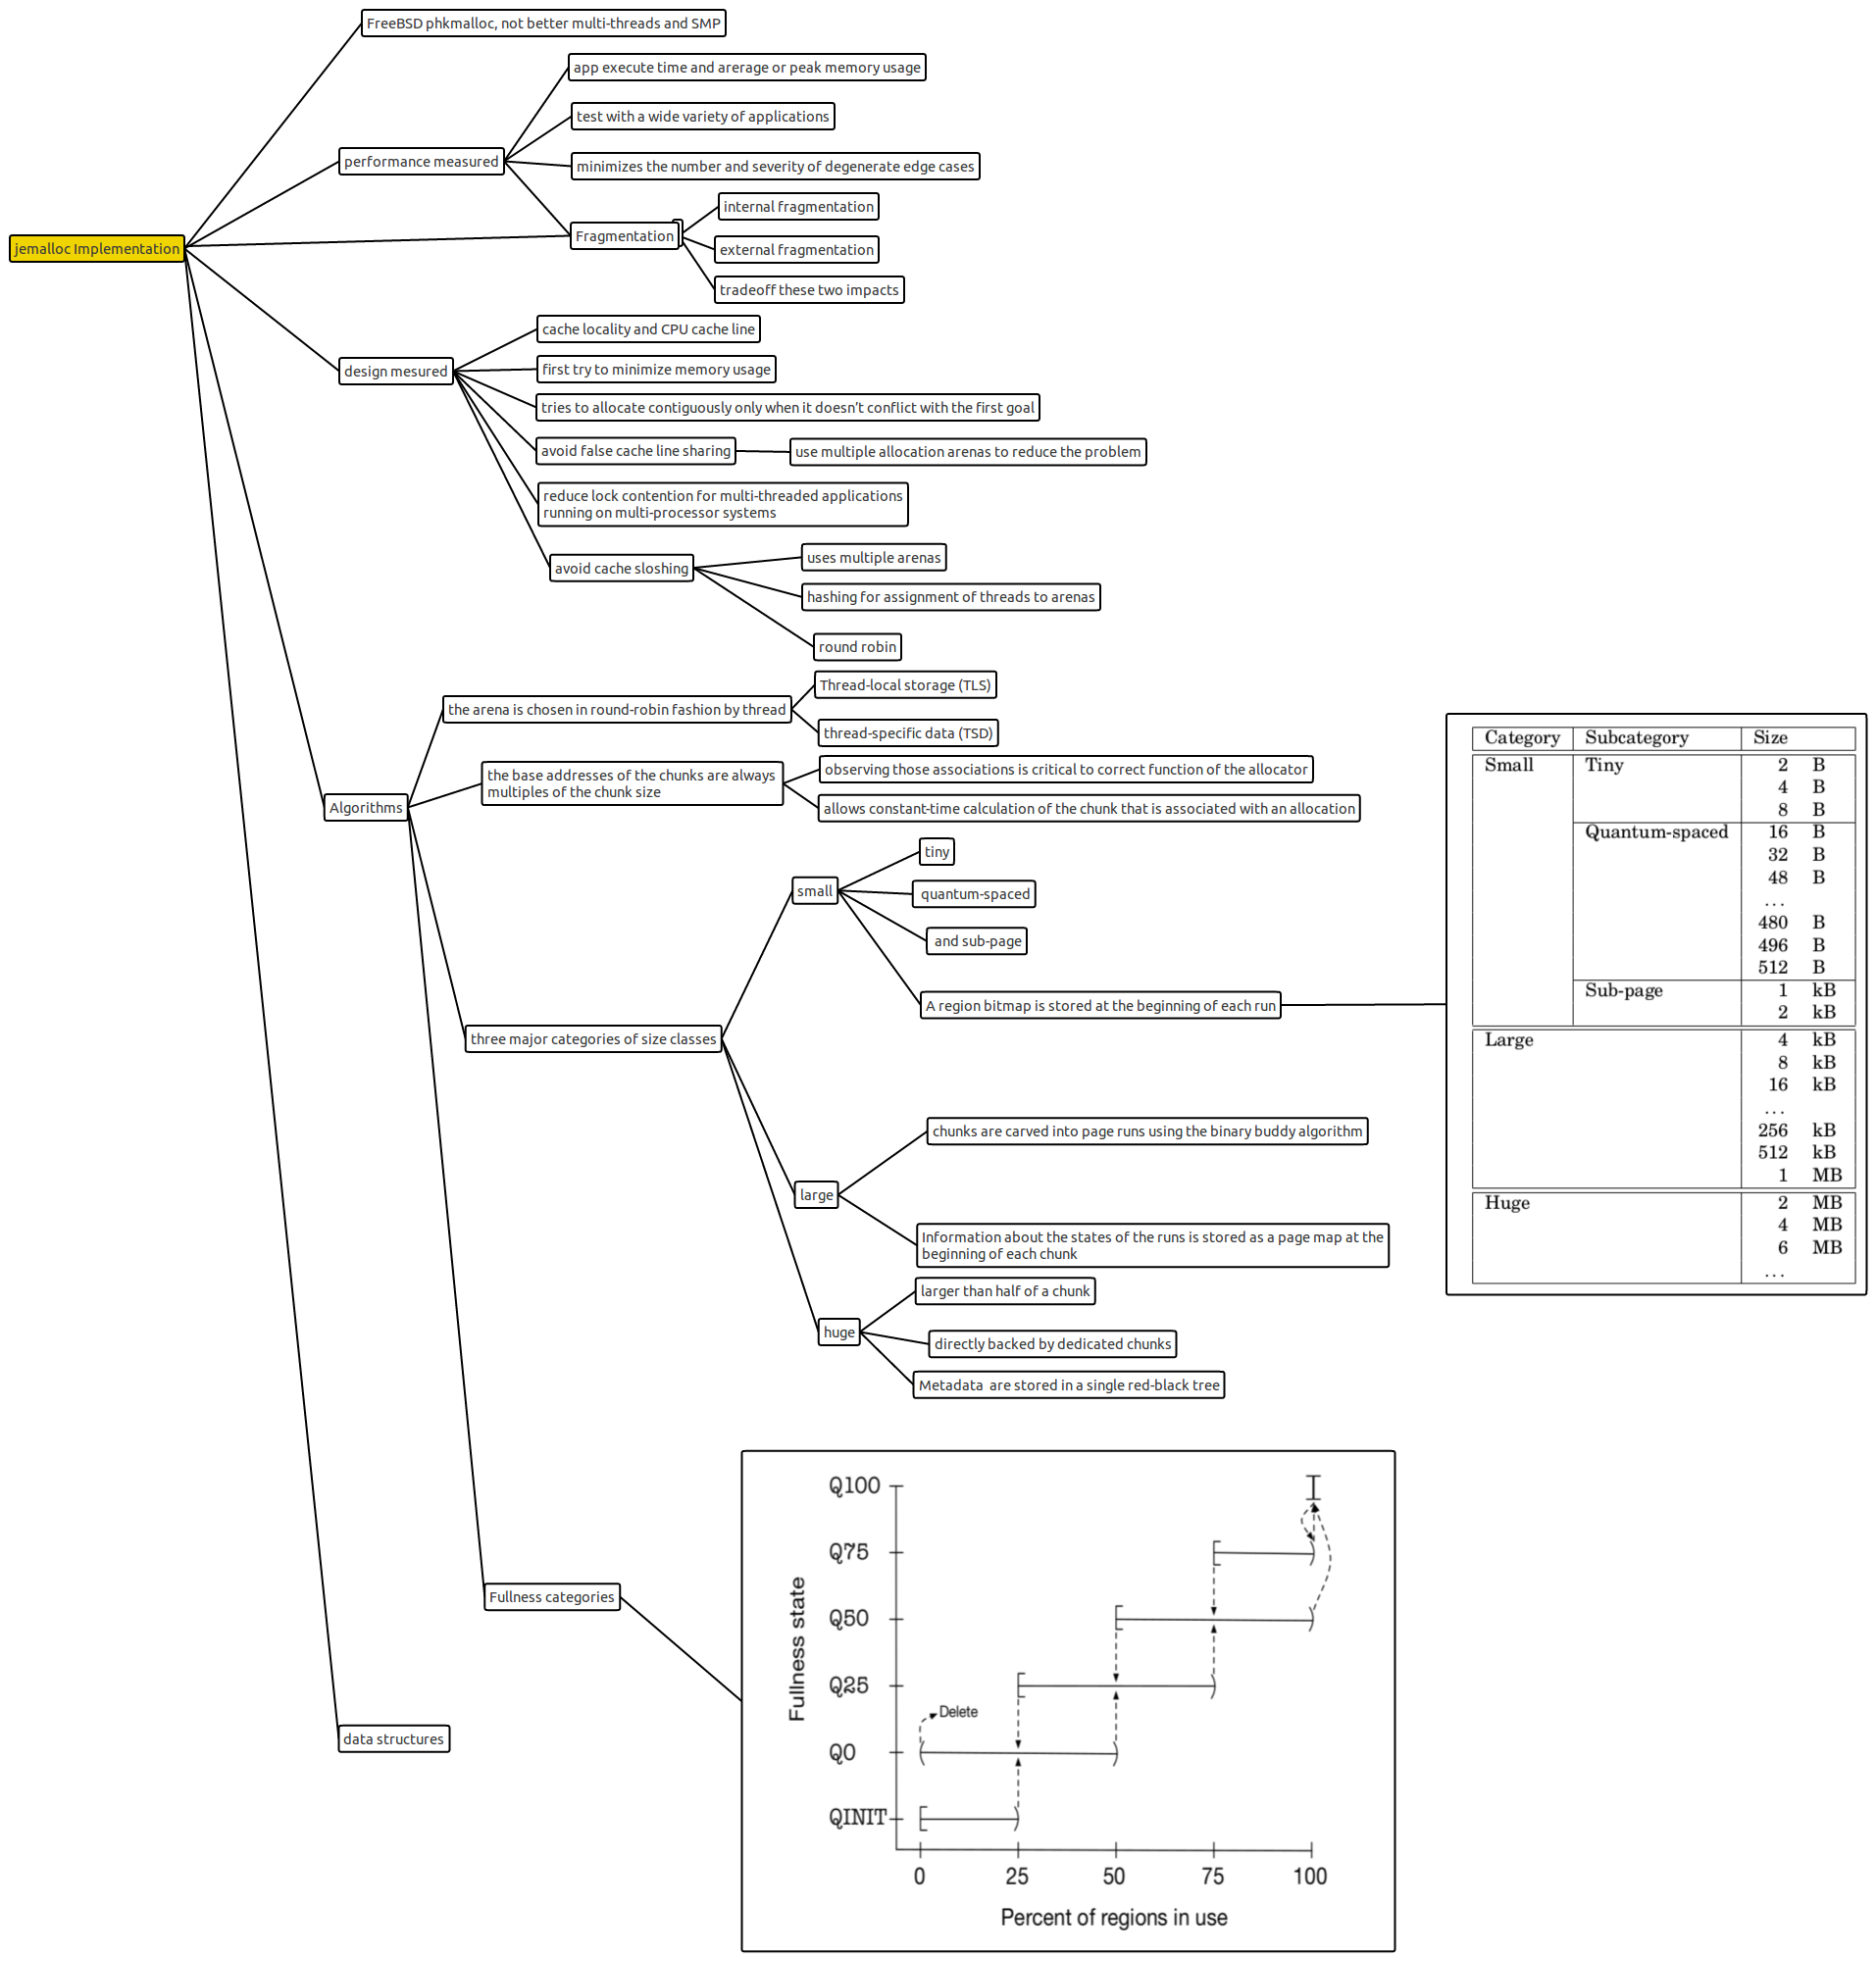 FreeBSD phkmalloc, not better multi-threads and SMP
app execute time and arerage or peak memory usage
test with a wide variety of applications
performance measured
minimizes the number and severity of degenerate edge cases
internal fragmentation
Fragmentation
jemalloc Implementation
external fragmentation
tradeoff these two impacts
cache locality and CPU cache line
design mesured
first try to minimize memory usage
tries to allocate contiguously only when it doesn't conflict with the first goal
avoid false cache line sharing
use multiple allocation arenas to reduce the problem
reduce lock contention for multi-threaded applications
running on multi-processor systems
avoid cache sloshing
uses multiple arenas
hashing for assignment of threads to arenas
round robin
the arena is chosen in round-robin fashion by thread
Thread-local storage (TLS)
thread-specific data (TSD)
Algorithms
the base addresses of the chunks are always
multiples of the chunk size
observing those associations is critical to correct function of the allocator
allows constant-time calculation of the chunk that is associated with an allocation
three major categories of size classes
small
tiny
quantum-spaced
and sub-page
A region bitmap is stored at the beginning of each run
Category Subcategory Size
Small Tiny 2 B
4 B
8 B
Quantum-spaced 16 B
32 B
48 B
...
480 B
496 B
512 B
Sub-page 1 kB
2 kB
Large 4 kB
8 kB
16 kB
...
256 kB
512 kB
1 MB
Huge 2 MB
4 MB
6 MB
...
large
chunks are carved into page runs using the binary buddy algorithm
Information about the states of the runs is stored as a page map at the
beginning of each chunk
huge
larger than half of a chunk
directly backed by dedicated chunks
Metadata  are stored in a single red-black tree
Fullness categories
Fullness state
Q100
Q75
Q50
Q25
Delete
Q0
QINIT
0 25 50 75 100
Percent of regions in use
data structures